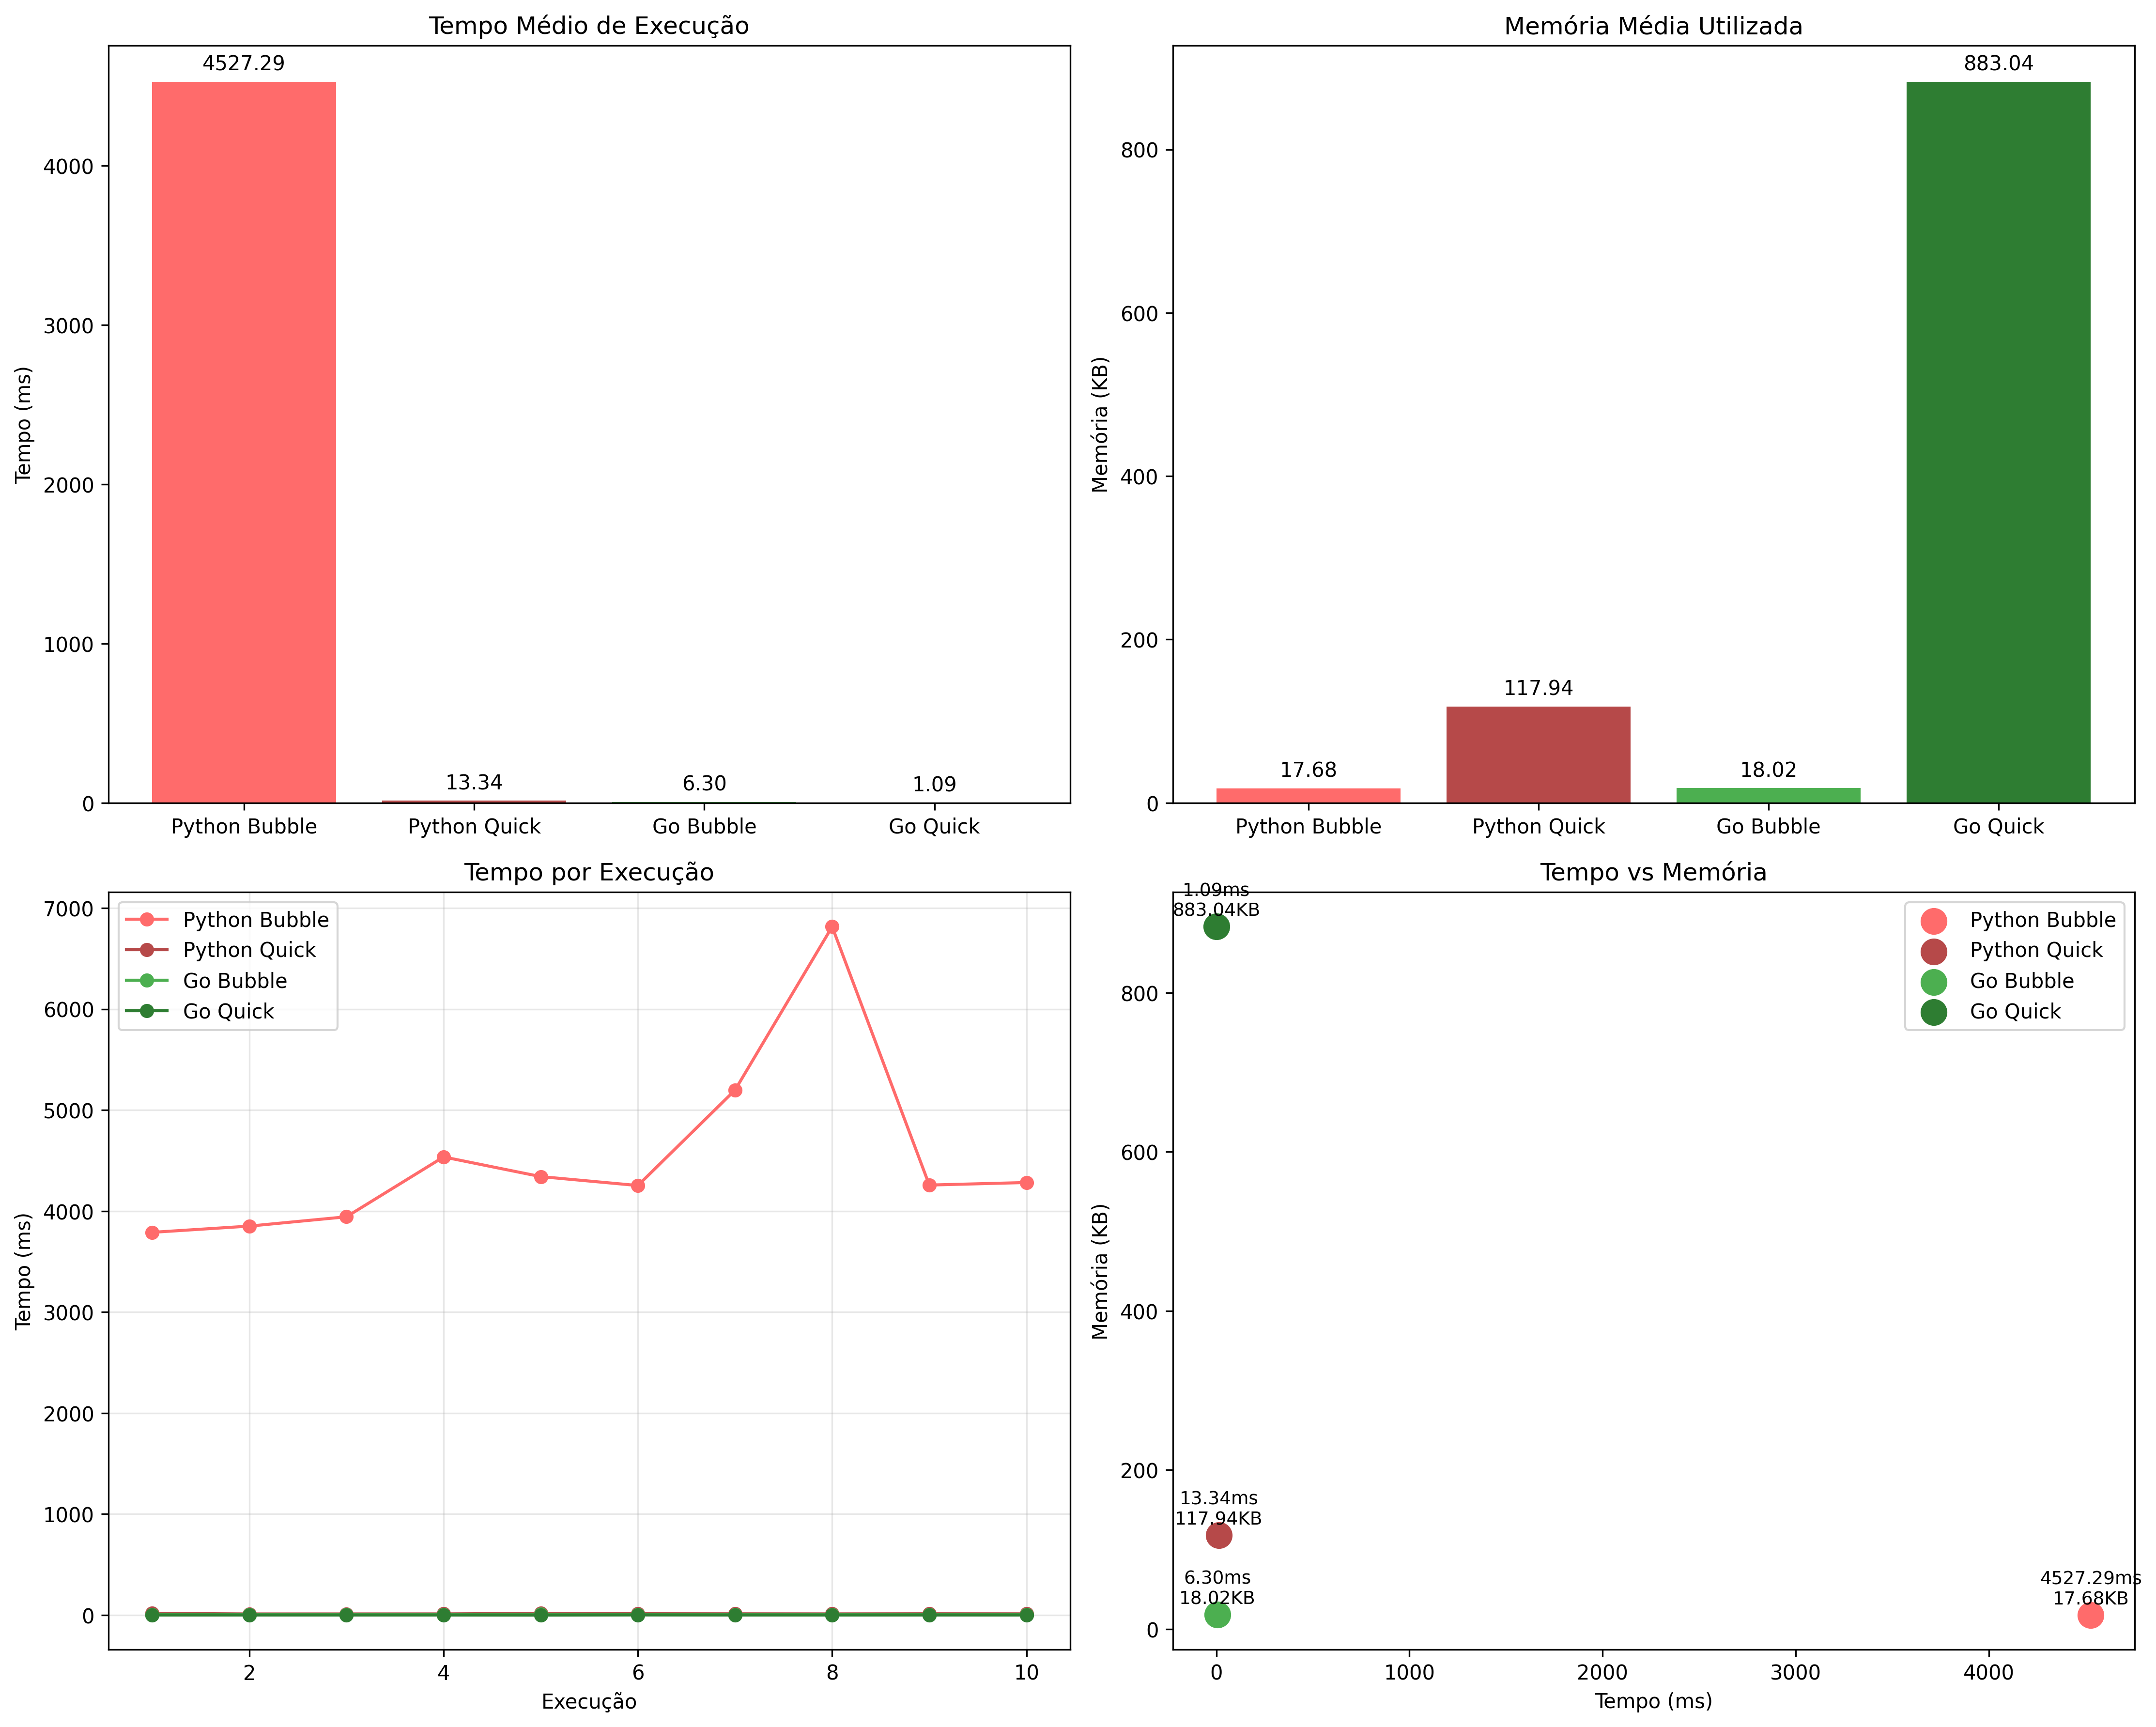 Tempo Médio de Execução
4527.29
4000
3000
2000
1000
0
13.34
6.30
1.09
Tempo (ms)
Python Bubble
Python Quick
Go Bubble
Go Quick
Memória Média Utilizada
883.04
800
600
400
200
0
17.68
117.94
18.02
Memória (KB)
Python Bubble
Python Quick
Go Bubble
Go Quick
Tempo por Execução
7000
6000
5000
4000
3000
2000
1000
0
Python Bubble
Python Quick
Go Bubble
Go Quick
Tempo (ms)
2
4
6
8
10
Execução
Tempo vs Memória
1.09ms
883.04KB
Python Bubble
Python Quick
Go Bubble
Go Quick
800
600
400
200
0
Memória (KB)
13.34ms
117.94KB
6.30ms
18.02KB
4527.29ms
17.68KB
0
1000
2000
3000
4000
Tempo (ms)